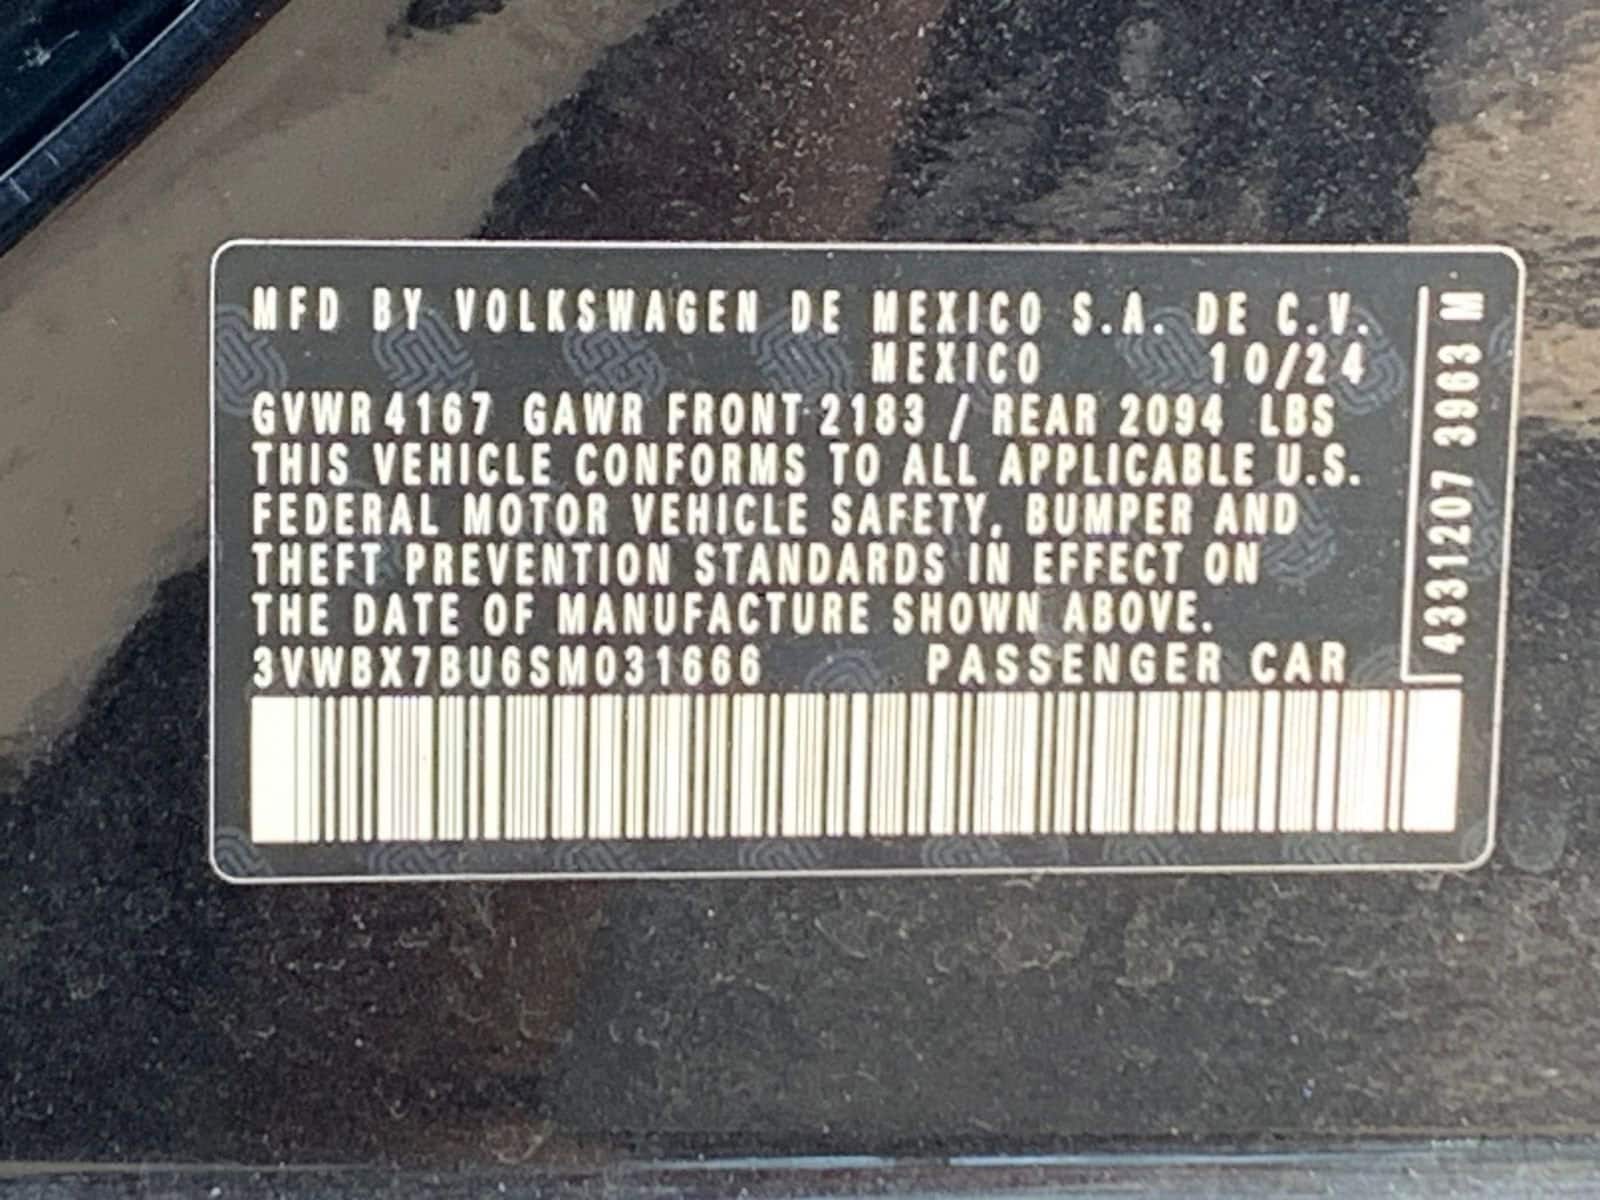 MFD BY VOLKSWAGEN DE MEXICO S.A. DE C.V.
MEXICO 10/24
GVWR 4167 GAWR FRONT 2183 / REAR 2094 LBS
THIS VEHICLE CONFORMS TO ALL APPLICABLE U.S.
FEDERAL MOTOR VEHICLE SAFETY, BUMPER AND
THEFT PREVENTION STANDARDS IN EFFECT ON
THE DATE OF MANUFACTURE SHOWN ABOVE.
3VWBX7BU6SM031666 PASSENGER CAR
4331207 3963 M